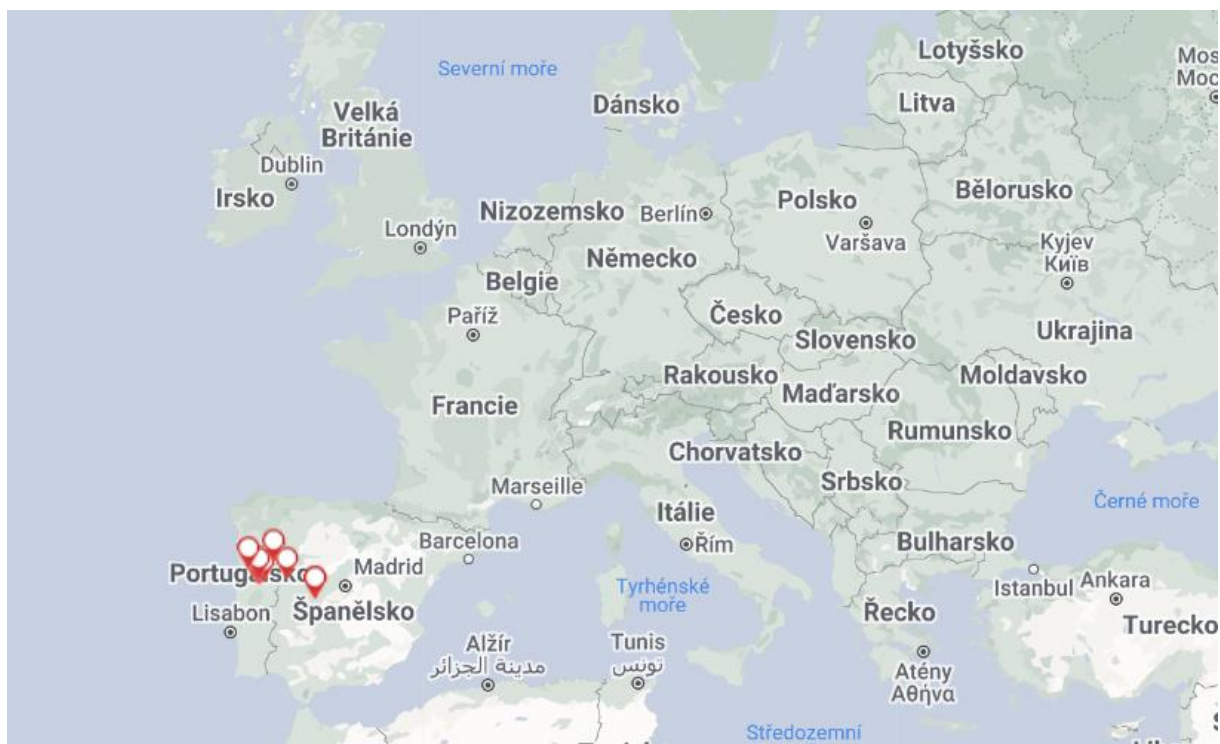 Lotyšsko
Mos
Moc
Severní moře
Dánsko
Litva
Velká
Británie
Dublin
Irsko
Bělorusko
Polsko
Nizozemsko
Berlín
Londýn
Varšava
Kyjev
Київ
Německo
Belgie
Paříž
Česko
Ukrajina
Slovensko
Rakousko
Moldavsko
Maďarsko
Francie
Rumunsko
Chorvatsko
Srbsko
Marseille
Černé moře
Itálie
Barcelona
Řím
Bulharsko
Portugalsko
Madrid
Tyrhénské
moře
Istanbul
Ankara
Lisabon
Španělsko
Řecko
Turecko
Alžír
مدينة الجزائر
Tunis
تونس
Atény
Αθήνα
Středozemní